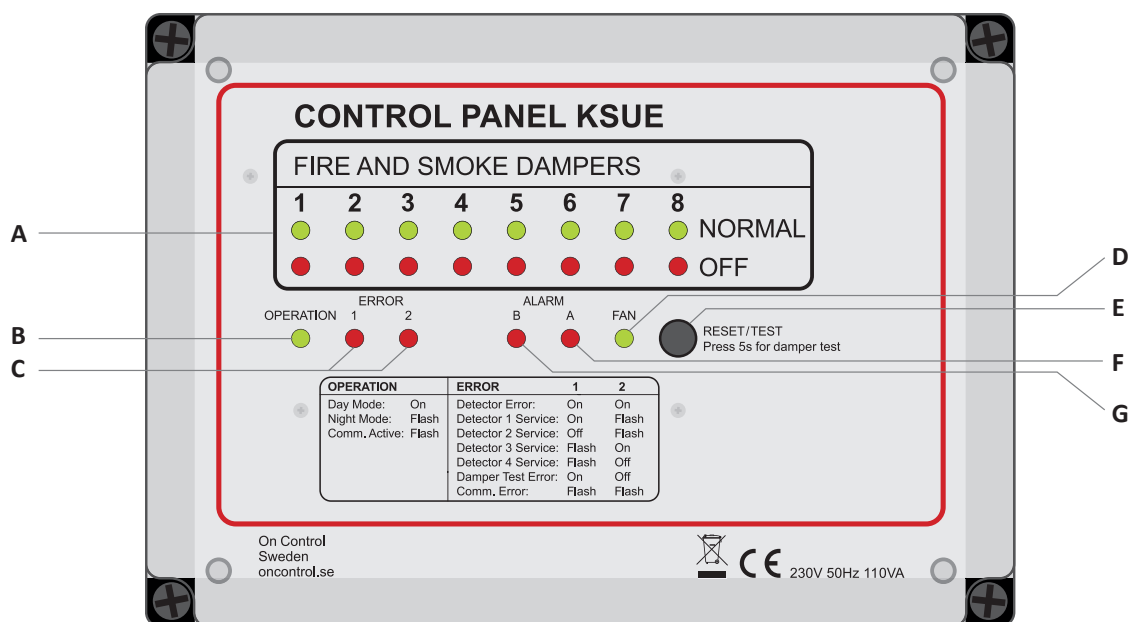 CONTROL PANEL KSUE
FIRE AND SMOKE DAMPERS
1 2 3 4 5 6 7 8
NORMAL
OFF
A
B
C
D
E
F
G
ERROR
ALARM
OPERATION 1 2 B A FAN
RESET/TEST
Press 5s for damper test
OPERATION
Day Mode: On
Night Mode: Flash
Comm. Active: Flash
ERROR 1 2
Detector Error: On On
Detector 1 Service: On Flash
Detector 2 Service: Off Flash
Detector 3 Service: Flash On
Detector 4 Service: Flash Off
Damper Test Error: On Off
Comm. Error: Flash Flash
On Control
Sweden
oncontrol.se
CE 230V 50Hz 110VA